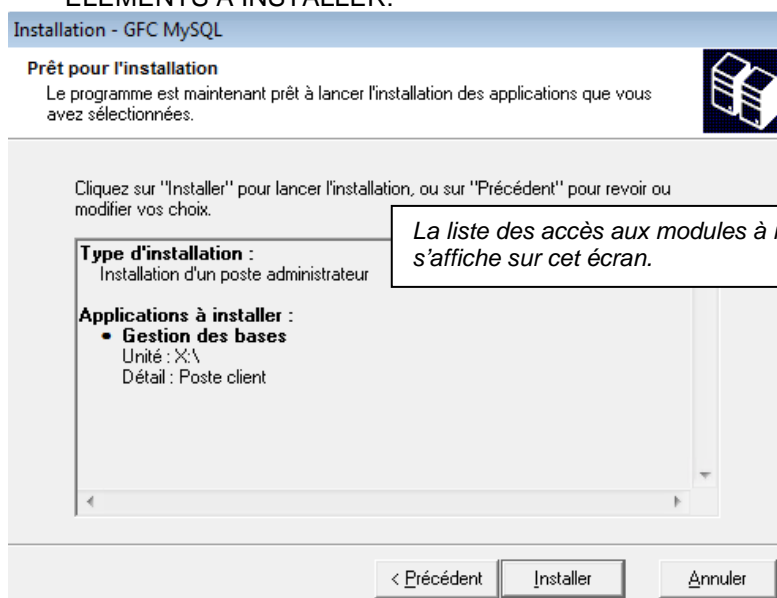 ELEMENTS A INSTALLER.
Installation - GFC MySQL
Prêt pour l'installation
Le programme est maintenant prêt à lancer l'installation des applications que vous
avez sélectionnées.
Cliquez sur "Installer" pour lancer l'installation, ou sur "Précédent" pour revoir ou
modifier vos choix.
La liste des accès aux modules à
s'affiche sur cet écran.
Type d'installation :
Installation d'un poste administrateur
Applications à installer :
• Gestion des bases
Unité : X:\
Détail : Poste client
< Précédent
Installer
Annuler